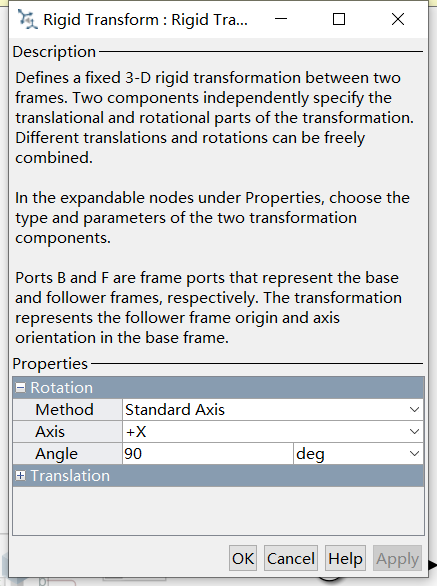 Rigid Transform : Rigid Tra...
Description
Defines a fixed 3-D rigid transformation between two
frames. Two components independently specify the
translational and rotational parts of the transformation.
Different translations and rotations can be freely
combined.
In the expandable nodes under Properties, choose the
type and parameters of the two transformation
components.
Ports B and F are frame ports that represent the base
and follower frames, respectively. The transformation
represents the follower frame origin and axis
orientation in the base frame.
Properties
Rotation
Method Standard Axis
Axis +X
Angle 90 deg
Translation
OK Cancel Help Apply